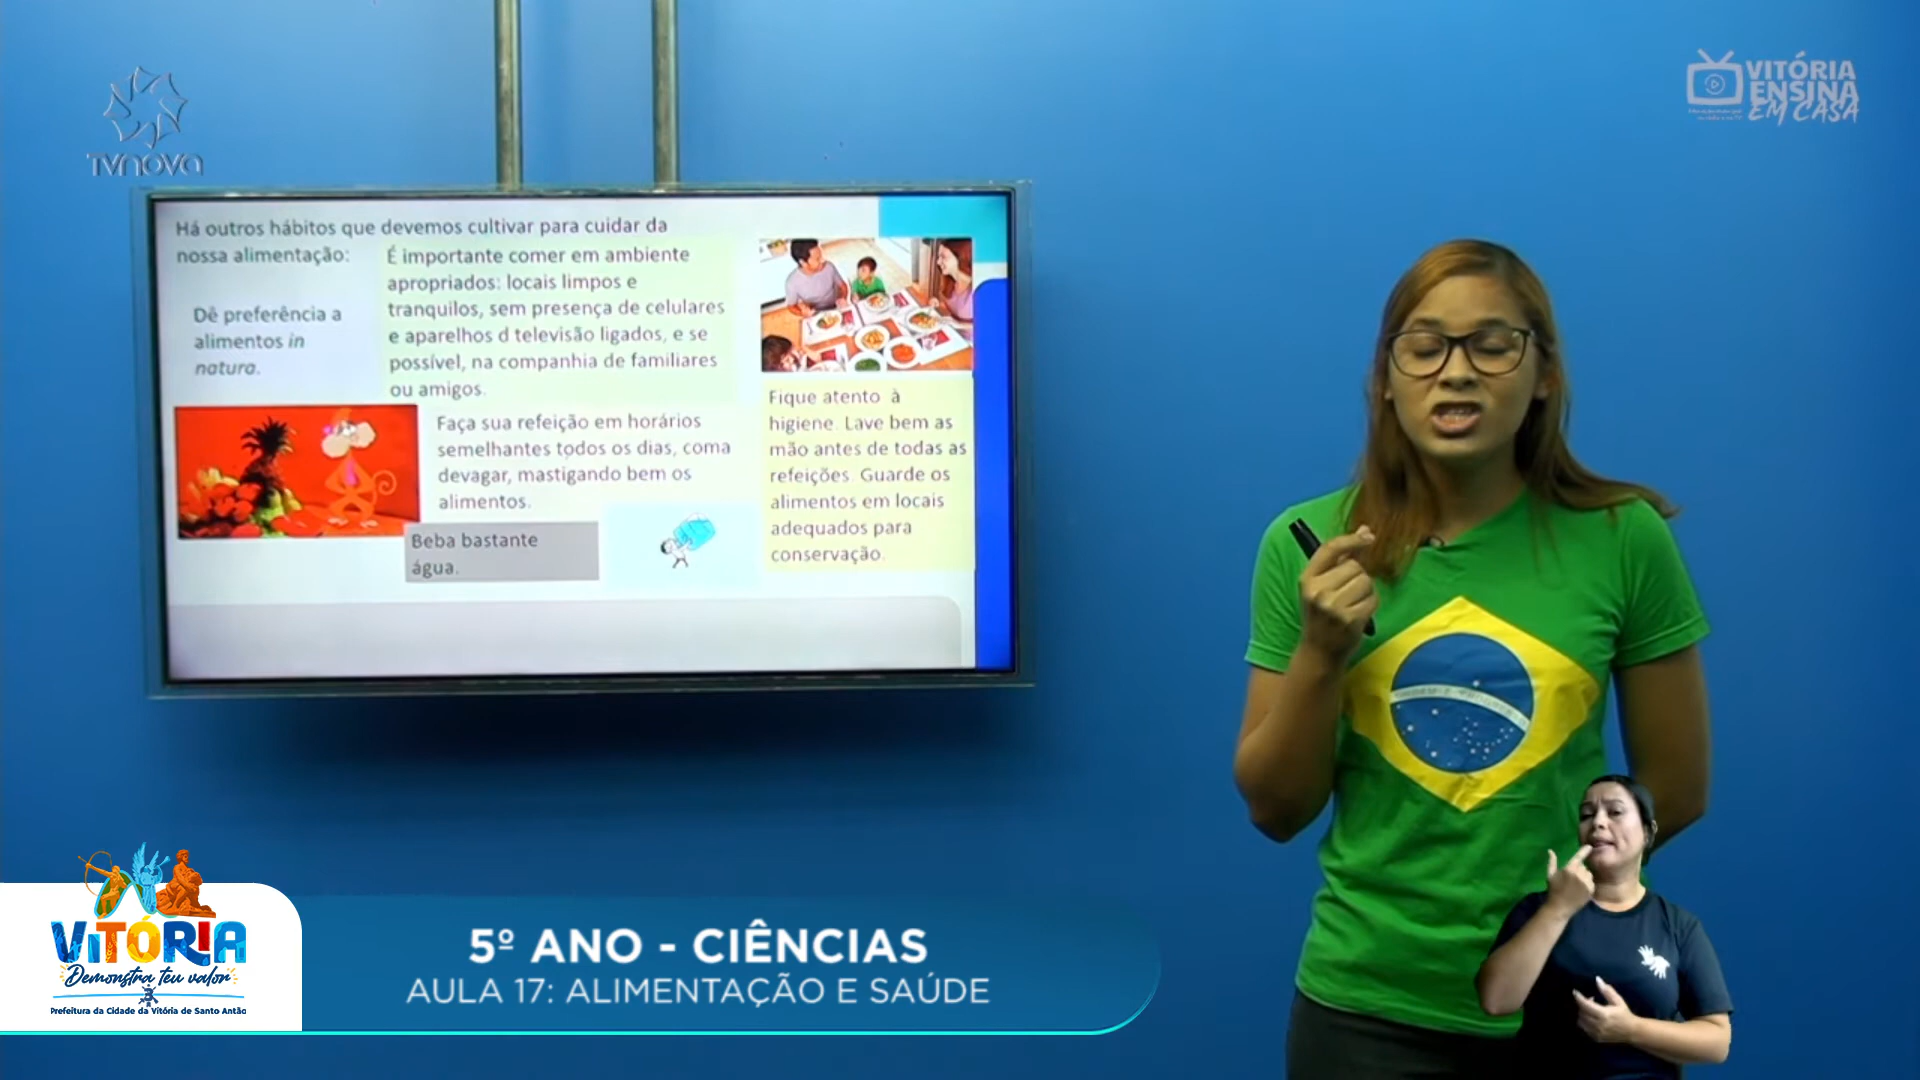 TVNOVA
VITÓRIA
ENSINA
EM CASA
Há outros hábitos que devemos cultivar para cuidar da
nossa alimentação:
É importante comer em ambiente
apropriados: locais limpos e
tranquilos, sem presença de celulares
e aparelhos d televisão ligados, e se
possível, na companhia de familiares
ou amigos.
Dê preferência a
alimentos in
natura.
Faça sua refeição em horários
semelhantes todos os dias, coma
devagar, mastigando bem os
alimentos.
Beba bastante
água.
Fique atento à
higiene. Lave bem as
mão antes de todas as
refeições. Guarde os
alimentos em locais
adequados para
conservação.
VITÓRIA
Demonstra teu valor
Prefeitura da Cidade da Vitória de Santo Antão
5º ANO - CIÊNCIAS
AULA 17: ALIMENTAÇÃO E SAÚDE